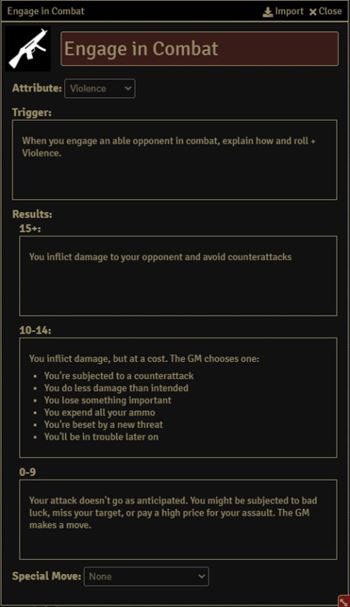 Engage in Combat
Import
Close
Engage in Combat
Attribute: Violence
Trigger:
When you engage an able opponent in combat, explain how and roll +
Violence.
Results:
15+:
You inflict damage to your opponent and avoid counterattacks
10-14:
You inflict damage, but at a cost. The GM chooses one:
• You're subjected to a counterattack
• You do less damage than intended
• You lose something important
• You expend all your ammo
• You're beset by a new threat
• You'll be in trouble later on
0-9
Your attack doesn't go as anticipated. You might be subjected to bad
luck, miss your target, or pay a high price for your assault. The GM
makes a move.
Special Move: None